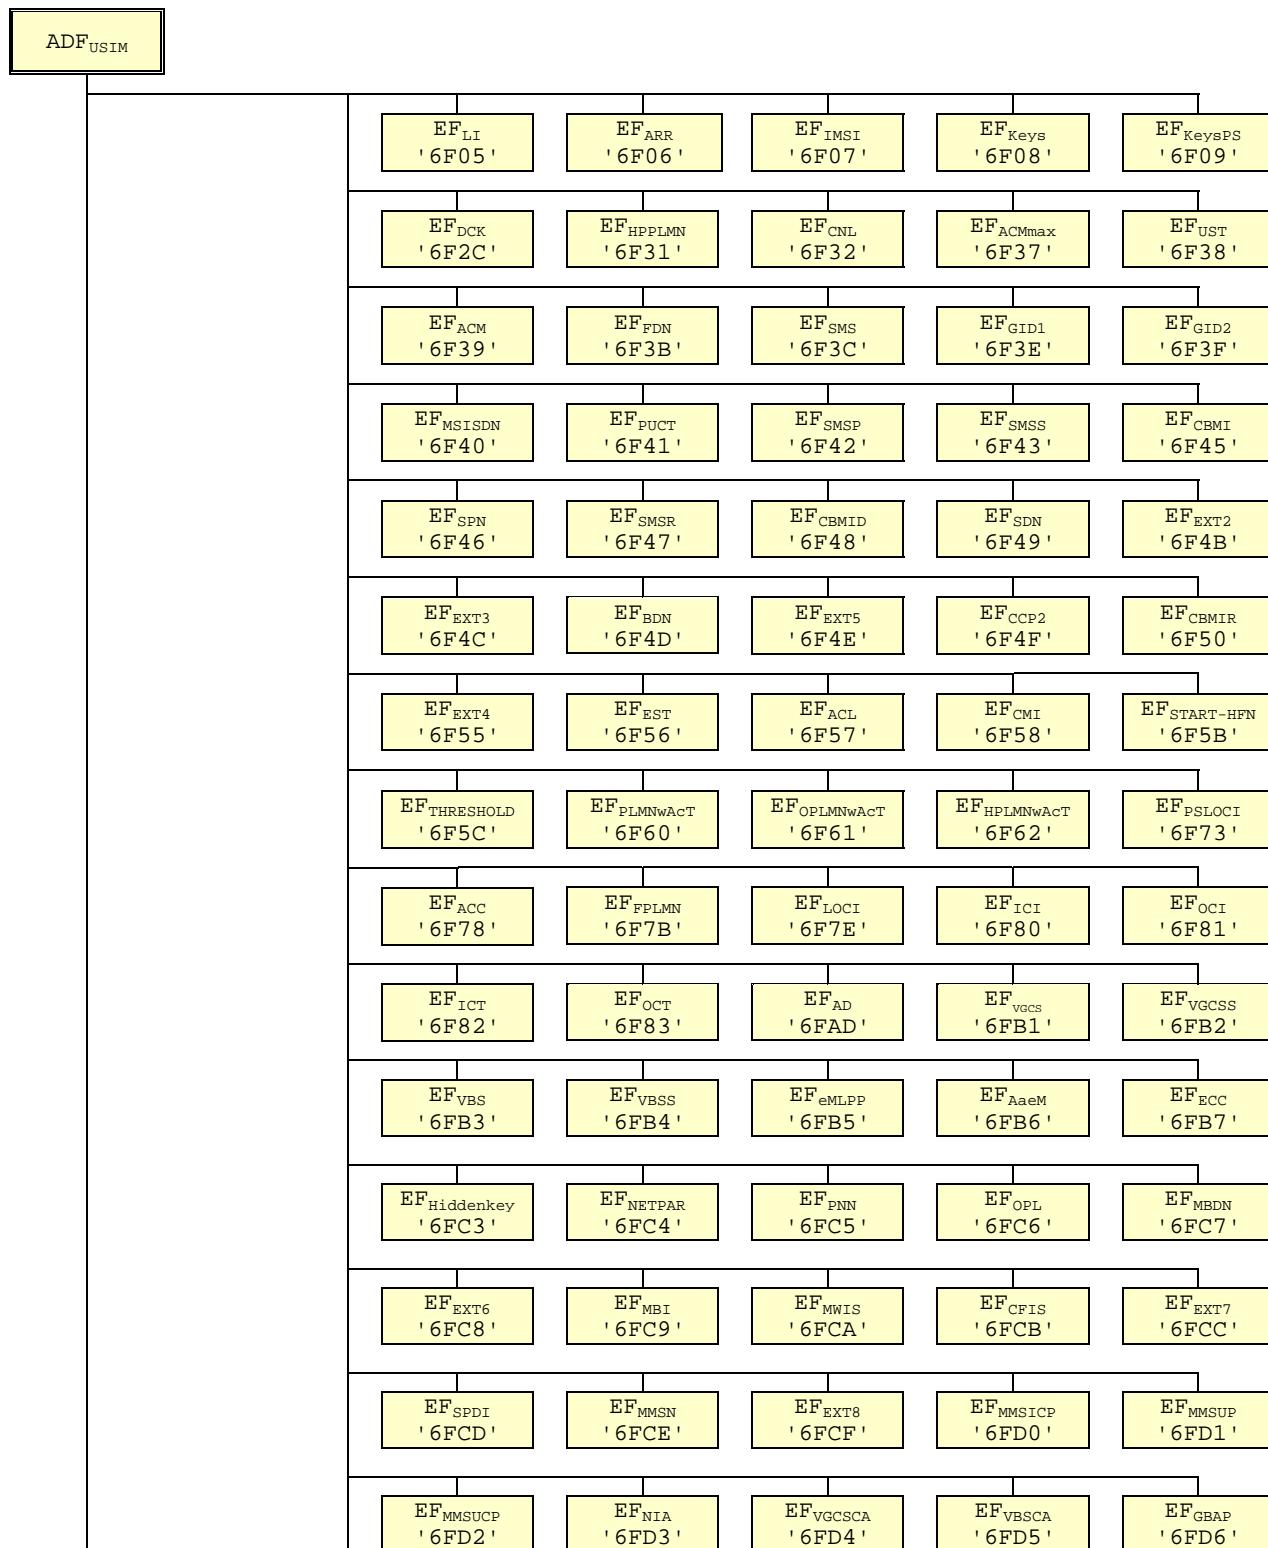 ADFUSIM
EFLI EFARR EFIMSI EFKeys EFKeysPS
'6F05' '6F06' '6F07' '6F08' '6F09'
EFDCK EFHPPLMN EFCNL EFACMmax EFUST
'6F2C' '6F31' '6F32' '6F37' '6F38'
EFACM EFFDN EFSMS EFGID1 EFGID2
'6F39' '6F3B' '6F3C' '6F3E' '6F3F'
EFMSISDN EFPUCT EFSMSP EFSMSS EFCBMI
'6F40' '6F41' '6F42' '6F43' '6F45'
EFSPN EFSMSR EFCBMID EFSDN EFEXT2
'6F46' '6F47' '6F48' '6F49' '6F4B'
EFEXT3 EFBDN EFEXT5 EFCCP2 EFCBMIR
'6F4C' '6F4D' '6F4E' '6F4F' '6F50'
EFEXT4 EFEST EFACL EFCMI EFSTART-HFN
'6F55' '6F56' '6F57' '6F58' '6F5B'
EFTHRESHOLD EFPLMNwAcT EFOPLMNwAcT EFHPLMNwAcT EFPSLOCI
'6F5C' '6F60' '6F61' '6F62' '6F73'
EFACC EFFPLMN EFLOCI EFICI EFOCI
'6F78' '6F7B' '6F7E' '6F80' '6F81'
EFICT EFOCT EFAD EFVGCS EFVGCSS
'6F82' '6F83' '6FAD' '6FB1' '6FB2'
EFVBS EFVBSS EFeMLPP EFAaeM EFECC
'6FB3' '6FB4' '6FB5' '6FB6' '6FB7'
EFHiddenkey EFNETPAR EFPNN EFOPL EFMBDN
'6FC3' '6FC4' '6FC5' '6FC6' '6FC7'
EFEXT6 EFMBI EFMWIS EFCFIS EFEXT7
'6FC8' '6FC9' '6FCA' '6FCB' '6FCC'
EFSPDI EFMMSN EFEXT8 EFMMSICP EFMMSUP
'6FCD' '6FCE' '6FCF' '6FD0' '6FD1'
EFMMSUCP EFNIA EFVGCSCA EFVBSCA EFGBAP
'6FD2' '6FD3' '6FD4' '6FD5' '6FD6'